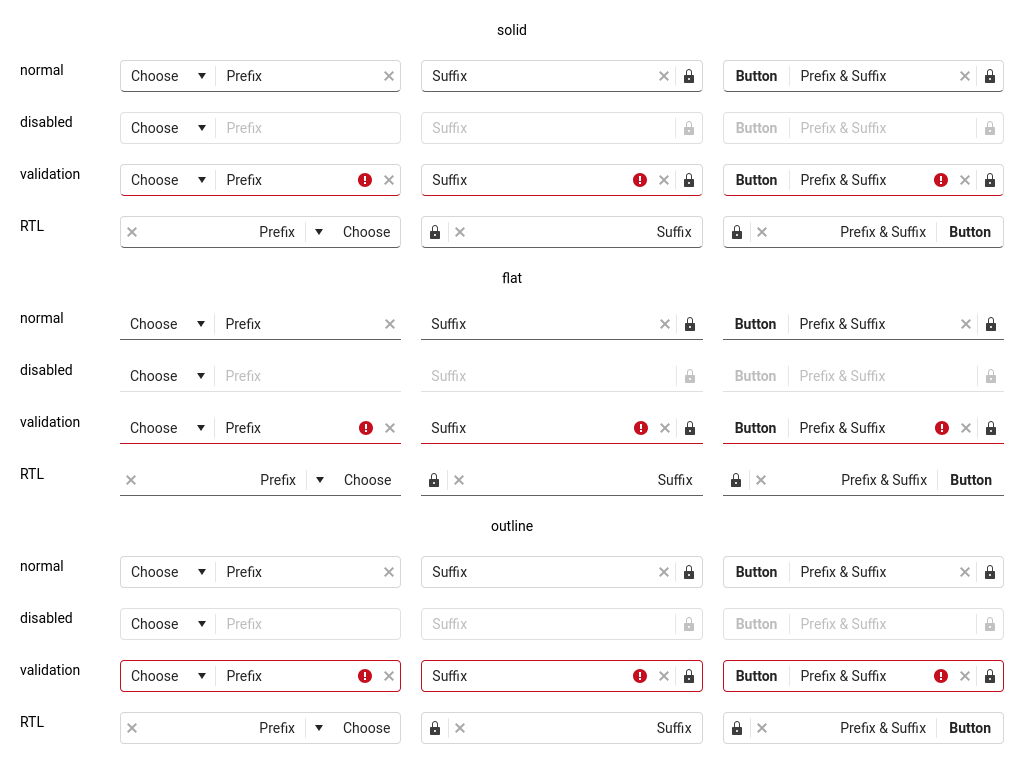 solid
normal Choose Prefix Suffix Button Prefix & Suffix
disabled Choose Prefix Suffix Button Prefix & Suffix
validation Choose Prefix Suffix Button Prefix & Suffix
RTL Prefix Choose Suffix Prefix & Suffix Button
flat
normal Choose Prefix Suffix Button Prefix & Suffix
disabled Choose Prefix Suffix Button Prefix & Suffix
validation Choose Prefix Suffix Button Prefix & Suffix
RTL Prefix Choose Suffix Prefix & Suffix Button
outline
normal Choose Prefix Suffix Button Prefix & Suffix
disabled Choose Prefix Suffix Button Prefix & Suffix
validation Choose Prefix Suffix Button Prefix & Suffix
RTL Prefix Choose Suffix Prefix & Suffix Button